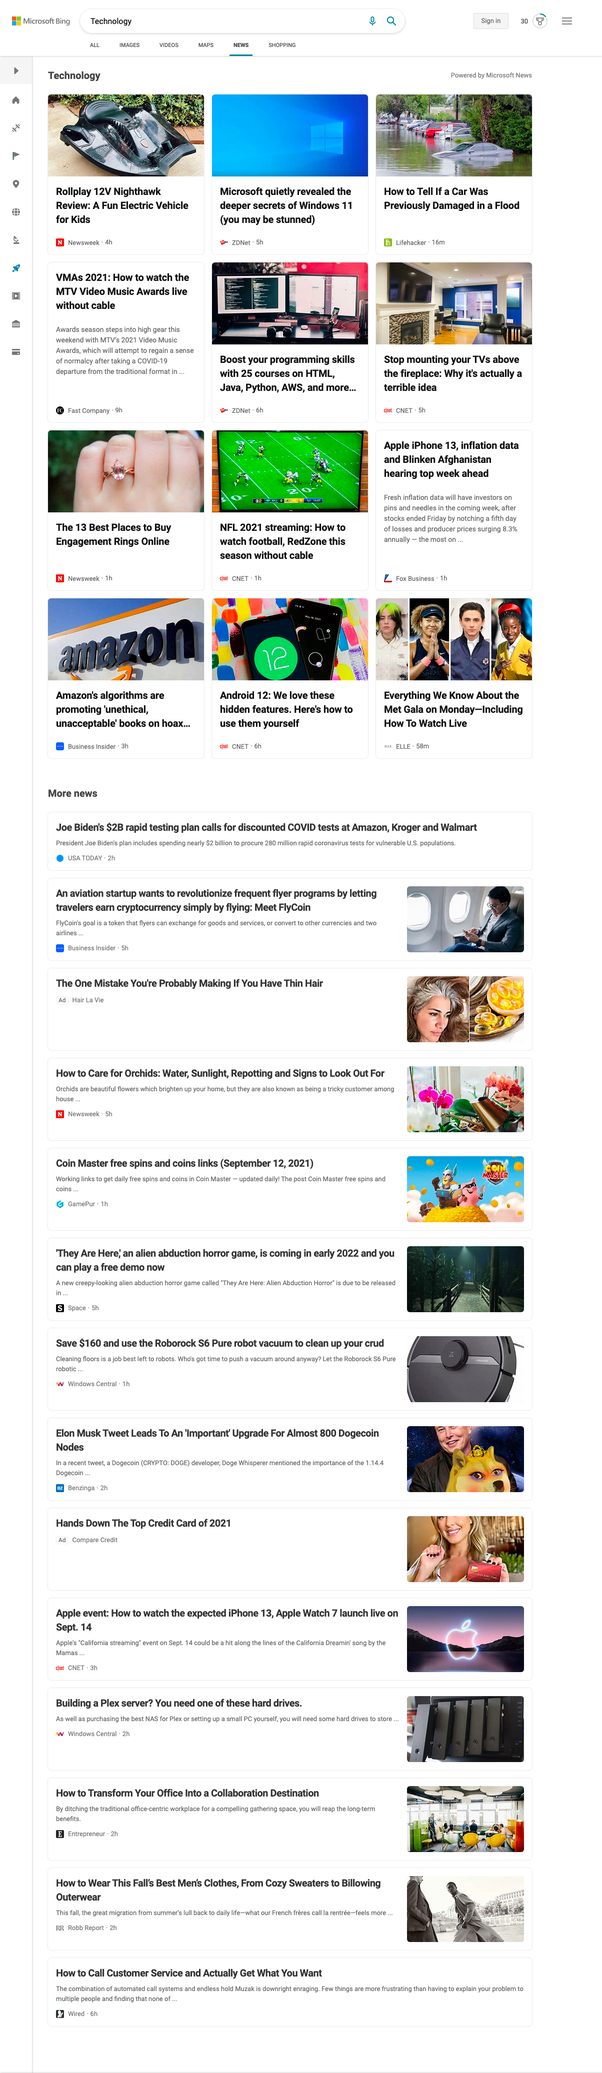 Microsoft Bing
Technology
Sign in
30
ALL
IMAGES
VIDEOS
MAPS
NEWS
SHOPPING
Technology
Powered by Microsoft News
Rollplay 12V Nighthawk
Review: A Fun Electric Vehicle
for Kids
Newsweek · 4h
Microsoft quietly revealed the
deeper secrets of Windows 11
(you may be stunned)
ZDNet · 5h
How to Tell If a Car Was
Previously Damaged in a Flood
Lifehacker · 16m
VMAs 2021: How to watch the
MTV Video Music Awards live
without cable
Awards season steps into high gear this
weekend with MTV's 2021 Video Music
Awards, which will attempt to regain a sense
of normalcy after taking a COVID-19
departure from the traditional format in ...
Fast Company · 9h
Boost your programming skills
with 25 courses on HTML,
Java, Python, AWS, and more...
ZDNet · 6h
Stop mounting your TVs above
the fireplace: Why it's actually a
terrible idea
CNET · 5h
The 13 Best Places to Buy
Engagement Rings Online
Newsweek · 1h
NFL 2021 streaming: How to
watch football, RedZone this
season without cable
CNET · 1h
Apple iPhone 13, inflation data
and Blinken Afghanistan
hearing top week ahead
Fresh inflation data will have investors on
pins and needles in the coming week, after
stocks ended Friday by notching a fifth day
of losses and producer prices surging 8.3%
annually — the most on ...
Fox Business · 1h
amazon
Amazon's algorithms are
promoting 'unethical,
unacceptable' books on hoax...
Business Insider · 3h
12
Android 12: We love these
hidden features. Here's how to
use them yourself
CNET · 6h
Everything We Know About the
Met Gala on Monday—Including
How To Watch Live
ELLE · 58m
More news
Joe Biden's $2B rapid testing plan calls for discounted COVID tests at Amazon, Kroger and Walmart
President Joe Biden's plan includes spending nearly $2 billion to procure 280 million rapid coronavirus tests for vulnerable U.S. populations.
USA TODAY · 2h
An aviation startup wants to revolutionize frequent flyer programs by letting
travelers earn cryptocurrency simply by flying: Meet FlyCoin
FlyCoin's goal is a token that flyers can exchange for goods and services, or convert to other currencies and two
airlines ...
Business Insider · 5h
The One Mistake You're Probably Making If You Have Thin Hair
Ad Hair La Vie
How to Care for Orchids: Water, Sunlight, Repotting and Signs to Look Out For
Orchids are beautiful flowers which brighten up your home, but they are also known as being a tricky customer among
house ...
Newsweek · 5h
Coin Master free spins and coins links (September 12, 2021)
Working links to get daily free spins and coins in Coin Master — updated daily! The post Coin Master free spins and
coins ...
GamePur · 1h
COIN
MASTER
'They Are Here,' an alien abduction horror game, is coming in early 2022 and you
can play a free demo now
A new creepy-looking alien abduction horror game called "They Are Here: Alien Abduction Horror" is due to be released
in ...
Space · 5h
Save $160 and use the Roborock S6 Pure robot vacuum to clean up your crud
Cleaning floors is a job best left to robots. Who's got time to push a vacuum around anyway? Let the Roborock S6 Pure
robotic ...
Windows Central · 1h
Elon Musk Tweet Leads To An 'Important' Upgrade For Almost 800 Dogecoin
Nodes
In a recent tweet, a Dogecoin (CRYPTO: DOGE) developer, Doge Whisperer mentioned the importance of the 1.14.4
Dogecoin ...
Benzinga · 2h
Hands Down The Top Credit Card of 2021
Ad Compare Credit
Apple event: How to watch the expected iPhone 13, Apple Watch 7 launch live on
Sept. 14
Apple's "California streaming" event on Sept. 14 could be a hit along the lines of the California Dreamin' song by the
Mamas ...
CNET · 3h
Building a Plex server? You need one of these hard drives.
As well as purchasing the best NAS for Plex or setting up a small PC yourself, you will need some hard drives to store ...
Windows Central · 2h
How to Transform Your Office Into a Collaboration Destination
By ditching the traditional office-centric workplace for a compelling gathering space, you will reap the long-term
benefits.
Entrepreneur · 2h
How to Wear This Fall's Best Men's Clothes, From Cozy Sweaters to Billowing
Outerwear
This fall, the great migration from summer's lull back to daily life—what our French frères call la rentrée—feels more ...
Robb Report · 2h
How to Call Customer Service and Actually Get What You Want
The combination of automated call systems and endless hold Muzak is downright enraging. Few things are more frustrating than having to explain your problem to
multiple people and finding that none of ...
Wired · 6h